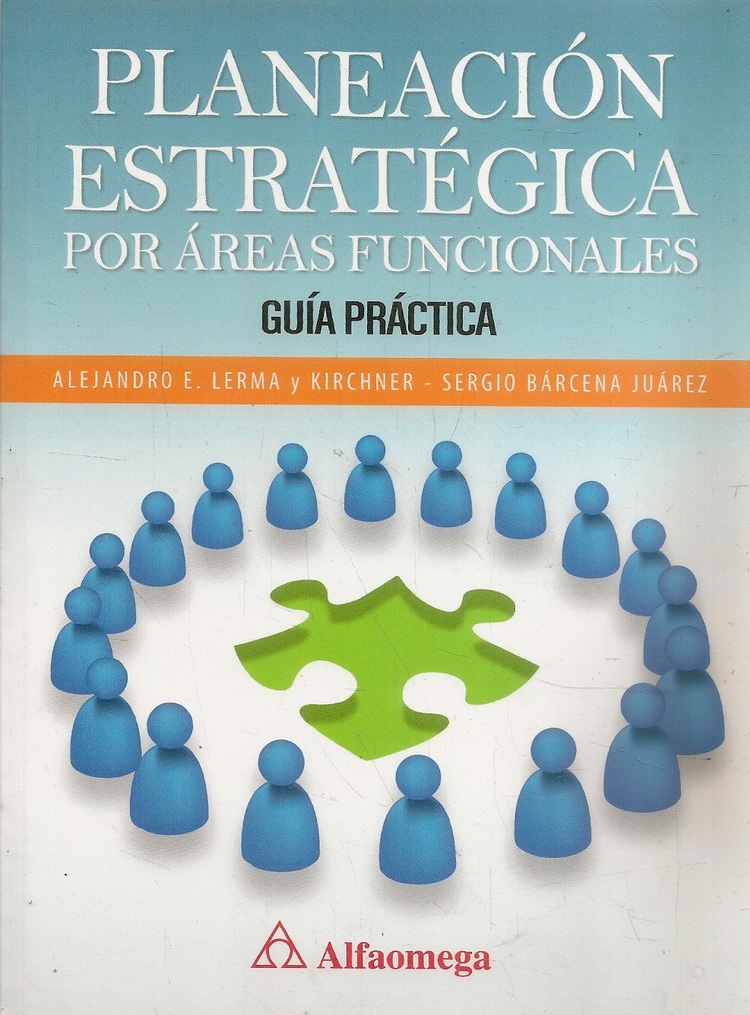 PLANEACIÓN
ESTRATÉGICA
POR ÁREAS FUNCIONALES
GUÍA PRÁCTICA
ALEJANDRO E. LERMA y KIRCHNER - SERGIO BÁRCENA JUÁREZ
Alfaomega